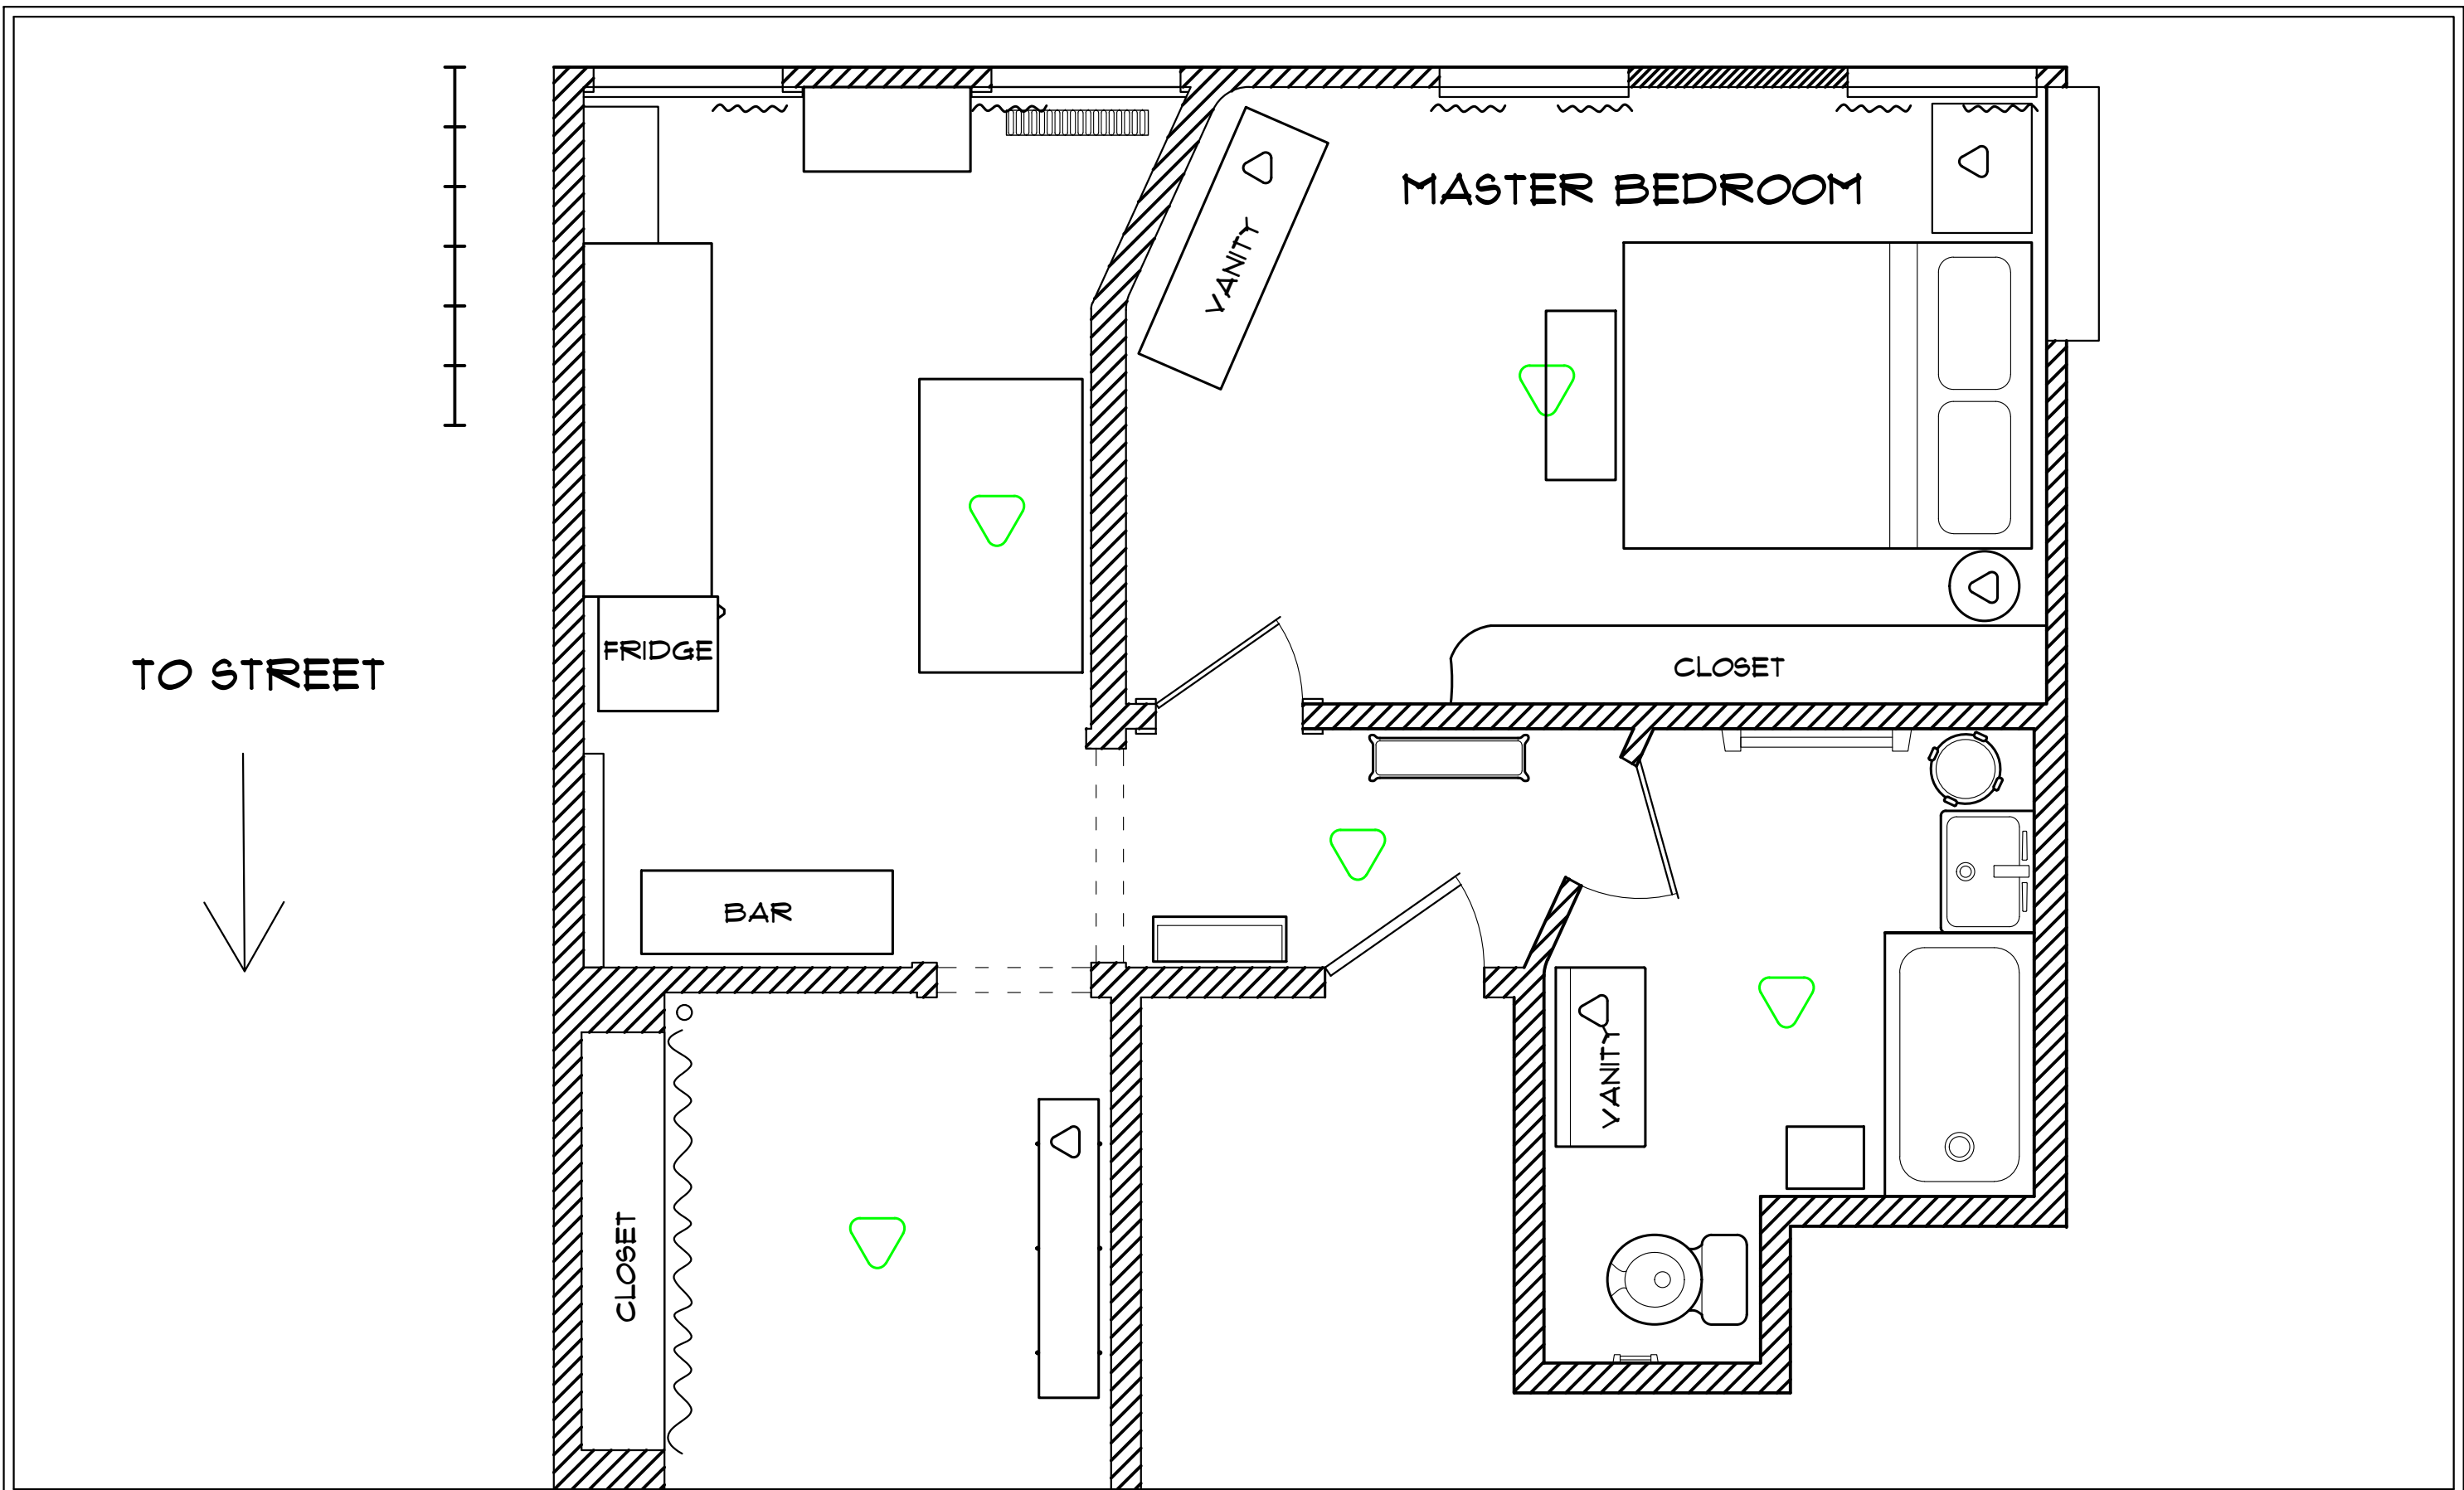 MASTER BEDROOM
VANITY
FRIDGE
CLOSET
TO STREET
BAR
VANITY
CLOSET